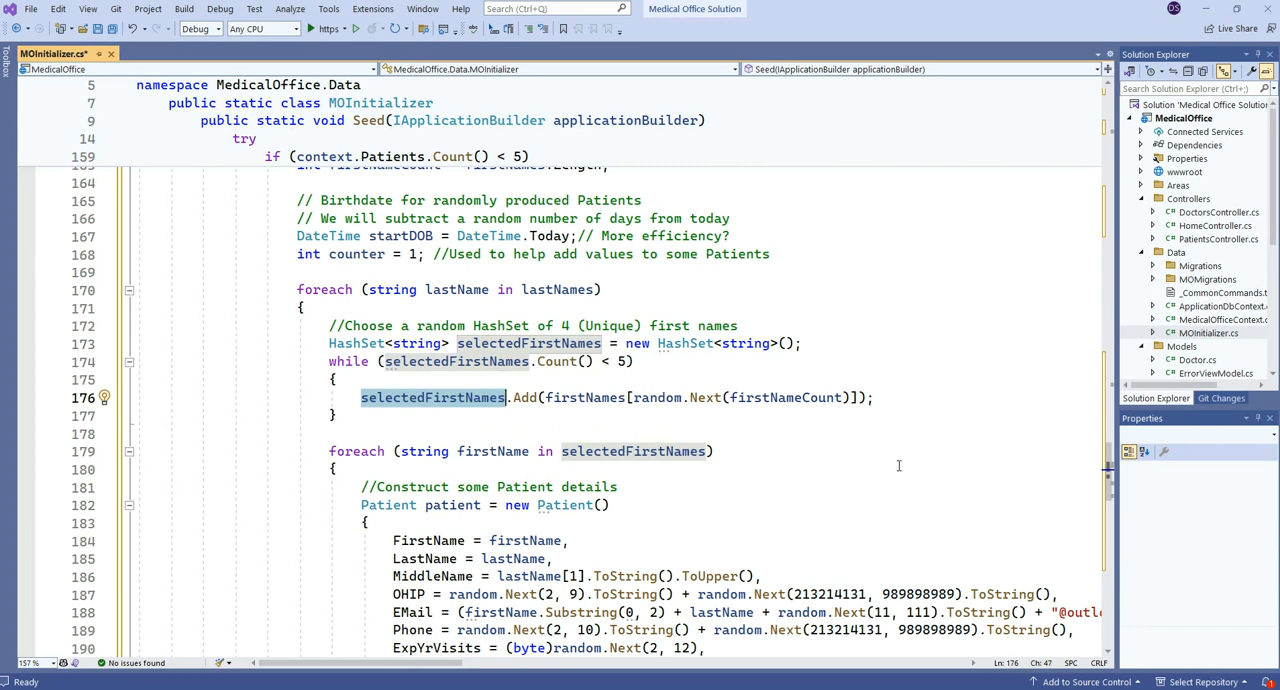 File Edit View Git Project Build Debug Test Analyze Tools Extensions Window Help Search (Ctrl+Q) Medical Office Solution DS
Debug Any CPU https Live Share
Toolbox
MOInitializer.cs*
MedicalOffice MedicalOffice.Data.MOInitializer Seed(IApplicationBuilder applicationBuilder)
5 namespace MedicalOffice.Data
7 public static class MOInitializer
9 public static void Seed(IApplicationBuilder applicationBuilder)
14 try
159 if (context.Patients.Count() < 5)
164
165 // Birthdate for randomly produced Patients
166 // We will subtract a random number of days from today
167 DateTime startDOB = DateTime.Today;// More efficiency?
168 int counter = 1; //Used to help add values to some Patients
169
170 foreach (string lastName in lastNames)
171 {
172 //Choose a random HashSet of 4 (Unique) first names
173 HashSet<string> selectedFirstNames = new HashSet<string>();
174 while (selectedFirstNames.Count() < 5)
175 {
176 selectedFirstNames.Add(firstNames[random.Next(firstNameCount)]);
177 }
178
179 foreach (string firstName in selectedFirstNames)
180 {
181 //Construct some Patient details
182 Patient patient = new Patient()
183 {
184 FirstName = firstName,
185 LastName = lastName,
186 MiddleName = lastName[1].ToString().ToUpper(),
187 OHIP = random.Next(2, 9).ToString() + random.Next(213214131, 989898989).ToString(),
188 EMail = (firstName.Substring(0, 2) + lastName + random.Next(11, 111).ToString() + "@outlo
189 Phone = random.Next(2, 10).ToString() + random.Next(213214131, 989898989).ToString(),
190 ExpYrVisits = (byte)random.Next(2, 12),
157 % No issues found Ln: 176 Ch: 47 SPC CRLF
Solution Explorer
Search Solution Explorer (Ctrl+;)
Solution 'Medical Office Solution
MedicalOffice
Connected Services
Dependencies
Properties
wwwroot
Areas
Controllers
C# DoctorsController.cs
C# HomeController.cs
C# PatientsController.cs
Data
Migrations
MOMigrations
_CommonCommands.t
C# ApplicationDbContext.c
C# MedicalOfficeContext.c
C# MOInitializer.cs
Models
C# Doctor.cs
C# ErrorViewModel.cs
Solution Explorer Git Changes
Properties
Ready Add to Source Control Select Repository